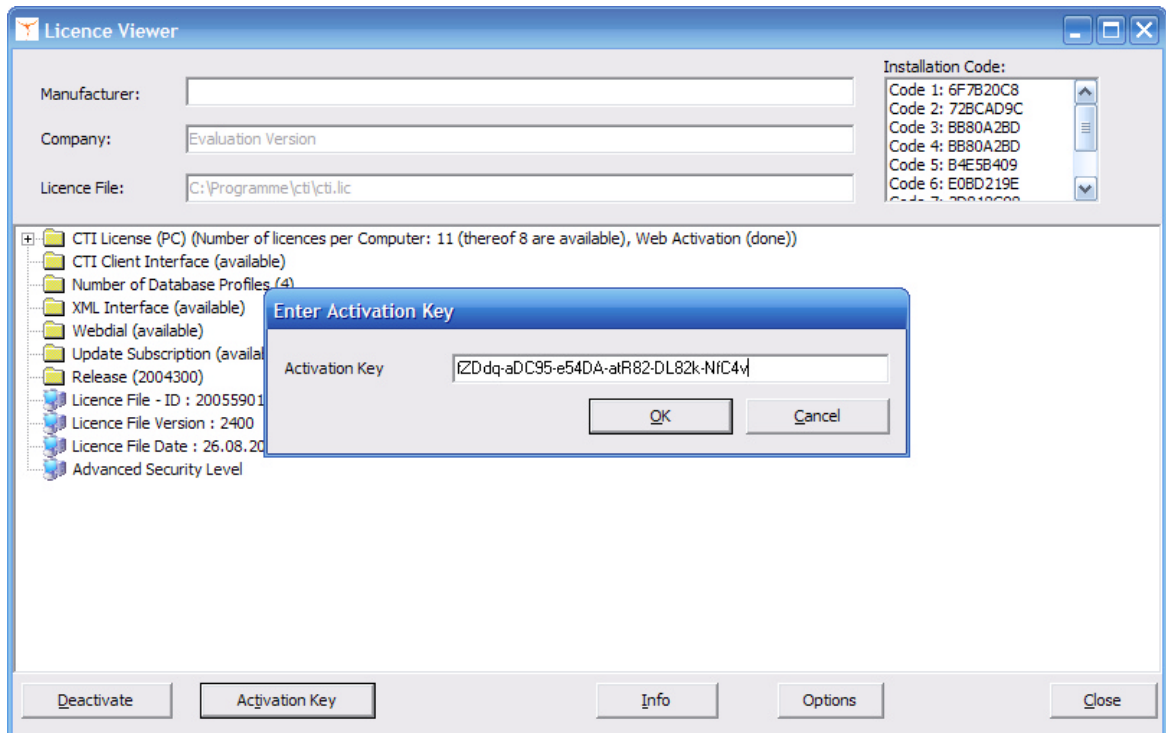 Licence Viewer
Installation Code:
Manufacturer:
Code 1: 6F7B20C8
Code 2: 72BCAD9C
Company:
Evaluation Version
Code 3: BB80A2BD
Code 4: BB80A2BD
Code 5: B4E5B409
Licence File:
C:\Programme\cti\cti.lic
Code 6: E0BD219E
CTI License (PC) (Number of licences per Computer: 11 (thereof 8 are available), Web Activation (done))
CTI Client Interface (available)
Number of Database Profiles (4)
XML Interface (available)
Webdial (available)
Update Subscription (availa
Release (2004300)
Licence File - ID : 20055901
Licence File Version : 2400
Licence File Date : 26.08.20
Advanced Security Level
Enter Activation Key
Activation Key
fZDdq-aDC95-e54DA-atR82-DL82k-NfC4v
OK
Cancel
Deactivate
Activation Key
Info
Options
Close